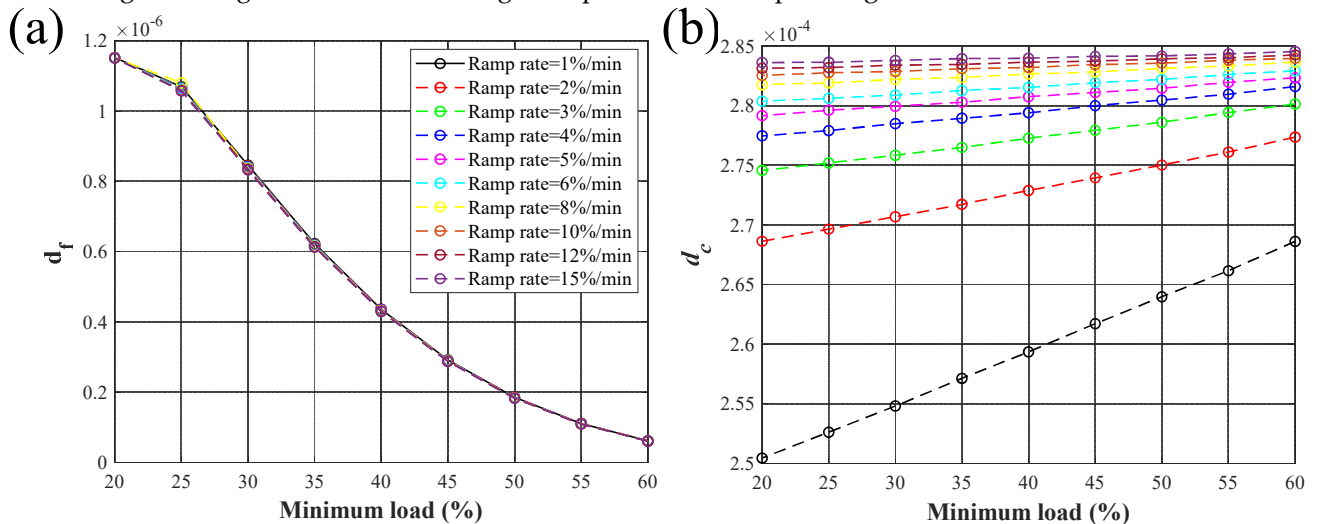 (a)
×10⁻⁶
1.2
1
0.8
0.6
0.4
0.2
0
d_f
20 25 30 35 40 45 50 55 60
Minimum load (%)
Ramp rate=1%/min
Ramp rate=2%/min
Ramp rate=3%/min
Ramp rate=4%/min
Ramp rate=5%/min
Ramp rate=6%/min
Ramp rate=8%/min
Ramp rate=10%/min
Ramp rate=12%/min
Ramp rate=15%/min
(b)
×10⁻⁴
2.85
2.8
2.75
2.7
2.65
2.6
2.55
2.5
d_c
20 25 30 35 40 45 50 55 60
Minimum load (%)